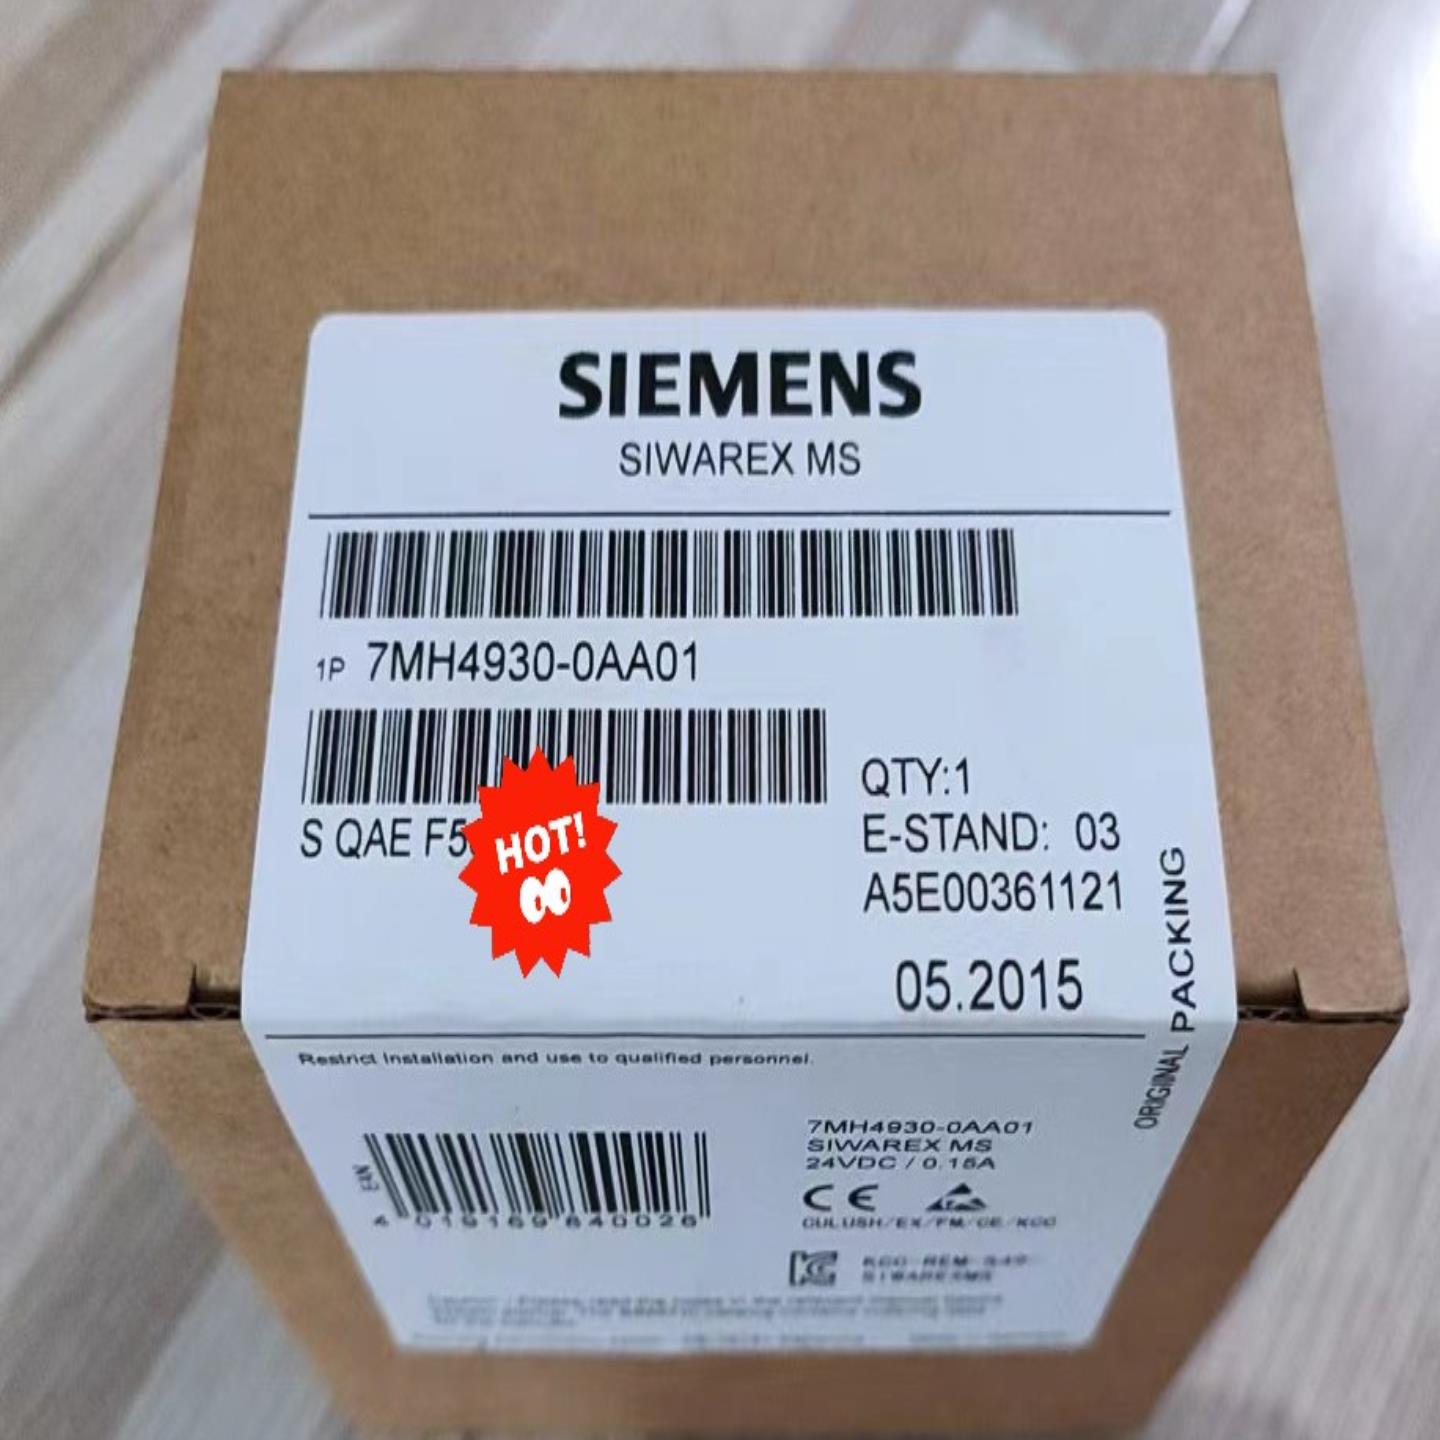 SIEMENS
SIWAREX MS
1P 7MH4930-0AA01
S QAE F5
HOT!
QTY:1
E-STAND: 03
A5E00361121
05.2015
ORIGINAL PACKING
Restrict installation and use to qualified personnel.
EAN
4 019169 640026
7MH4930-0AA01
SIWAREX MS
24VDC / 0.15A
CE
CULUSH/EX/FM/CE/KCC
SIWAREXMS